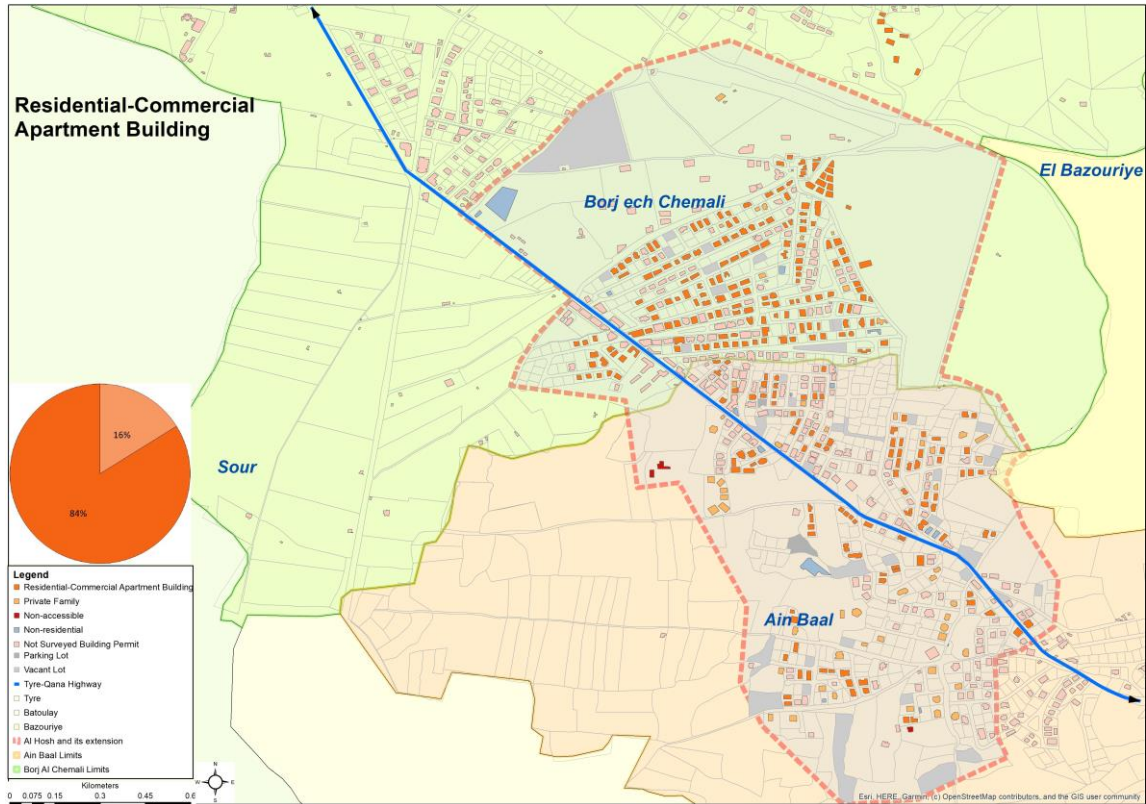 Residential-Commercial
Apartment Building
El Bazouriye
Borj ech Chemali
16%
84%
Sour
Ain Baal
Legend
Residential-Commercial Apartment Building
Private Family
Non-accessible
Non-residential
Not Surveyed Building Permit
Parking Lot
Vacant Lot
Tyre-Qana Highway
Tyre
Batoulay
Bazouriye
Al Hosh and its extension
Ain Baal Limits
Borj Al Chemali Limits
Kilometers
0 0.075 0.15 0.3 0.45 0.6
N
W E
S
Esri, HERE, Garmin, (c) OpenStreetMap contributors, and the GIS user community